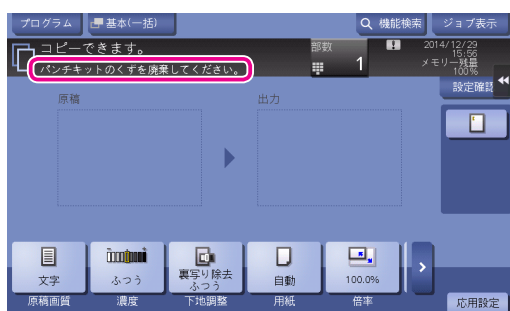 プログラム 基本(一括) 機能検索 ジョブ表示
コピーできます。 部数 2014/12/29
15:56
パンチキットのくずを廃棄してください。 1 メモリー残量
100%
設定確認
原稿 出力
文字 ふつう 裏写り除去 自動 100.0%
ふつう
原稿画質 濃度 下地調整 用紙 倍率 応用設定